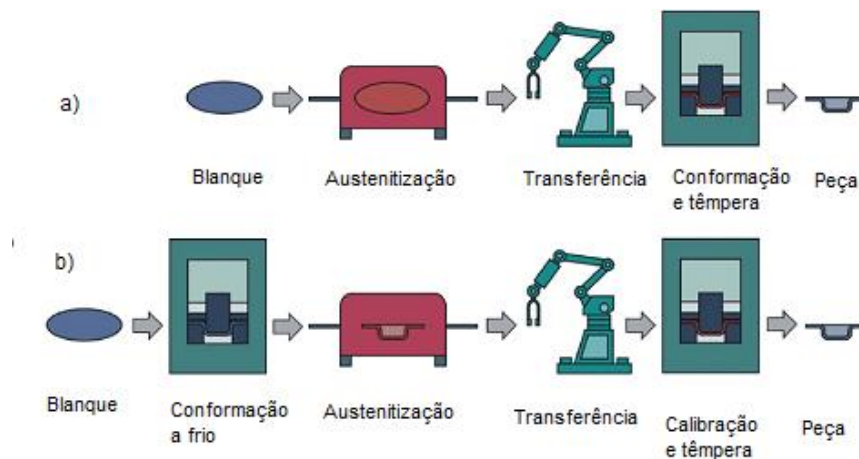 a)
Blanque
Austenitização
Transferência
Conformação
e têmpera
Peça
b)
Blanque
Conformação
a frio
Austenitização
Transferência
Calibração
e têmpera
Peça